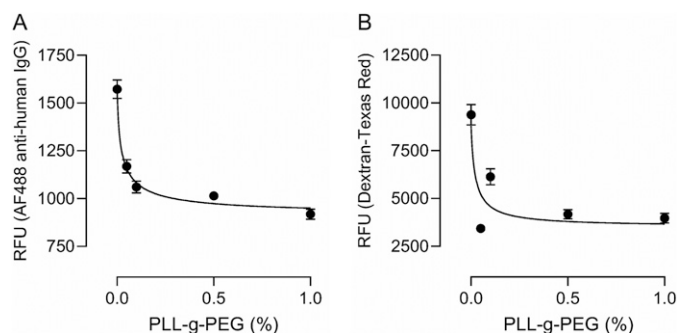 A
RFU (AF488 anti-human IgG)
1750
1500
1250
1000
750
0.0
0.5
1.0
PLL-g-PEG (%)
B
RFU (Dextran-Texas Red)
12500
10000
7500
5000
2500
0.0
0.5
1.0
PLL-g-PEG (%)